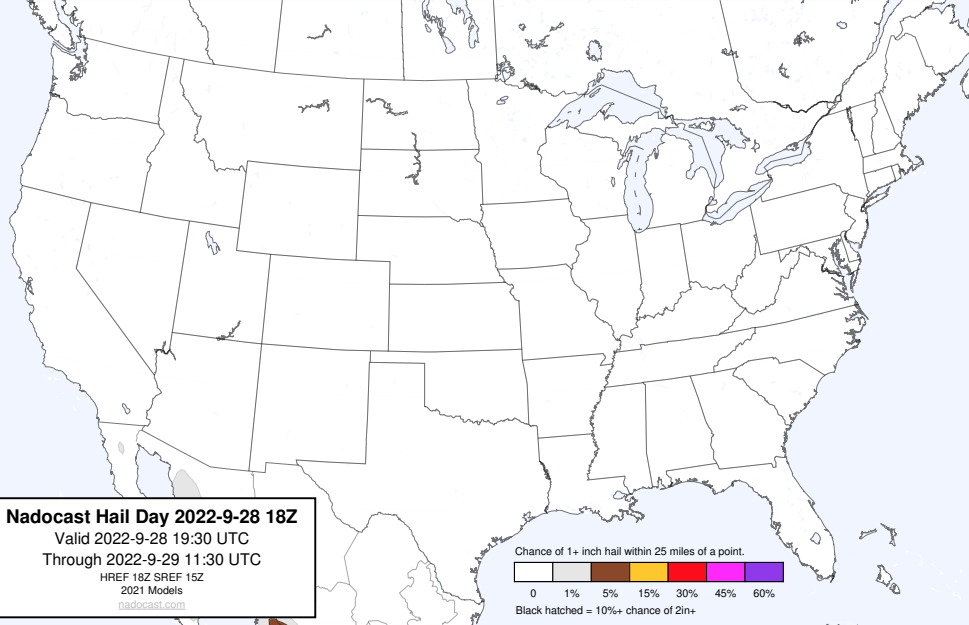 Nadocast Hail Day 2022-9-28 18Z
Valid 2022-9-28 19:30 UTC
Through 2022-9-29 11:30 UTC
HREF 18Z SREF 15Z
2021 Models
nadocast.com
Chance of 1+ inch hail within 25 miles of a point.
0 1% 5% 15% 30% 45% 60%
Black hatched = 10%+ chance of 2in+